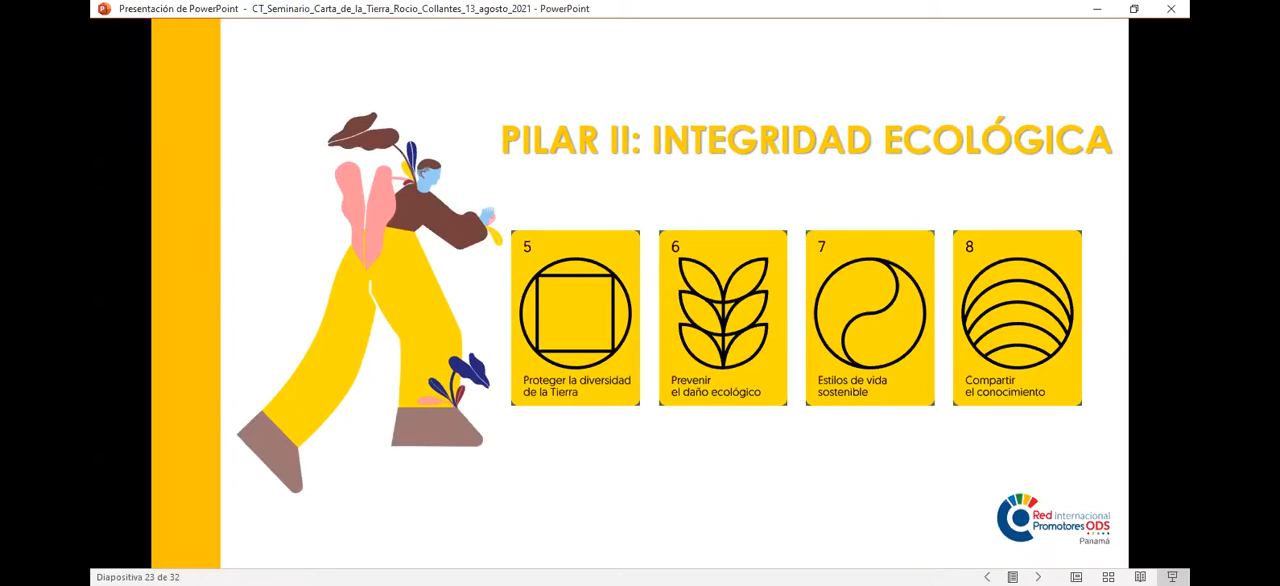 Presentación de PowerPoint - CT_Seminario_Carta_de_la_Tierra_Rocio_Collantes_13_agosto_2021 - PowerPoint
PILAR II: INTEGRIDAD ECOLÓGICA
5
Proteger la diversidad
de la Tierra
6
Prevenir
el daño ecológico
7
Estilos de vida
sostenible
8
Compartir
el conocimiento
Red internacional
Promotores ODS
Panamá
Diapositiva 23 de 32